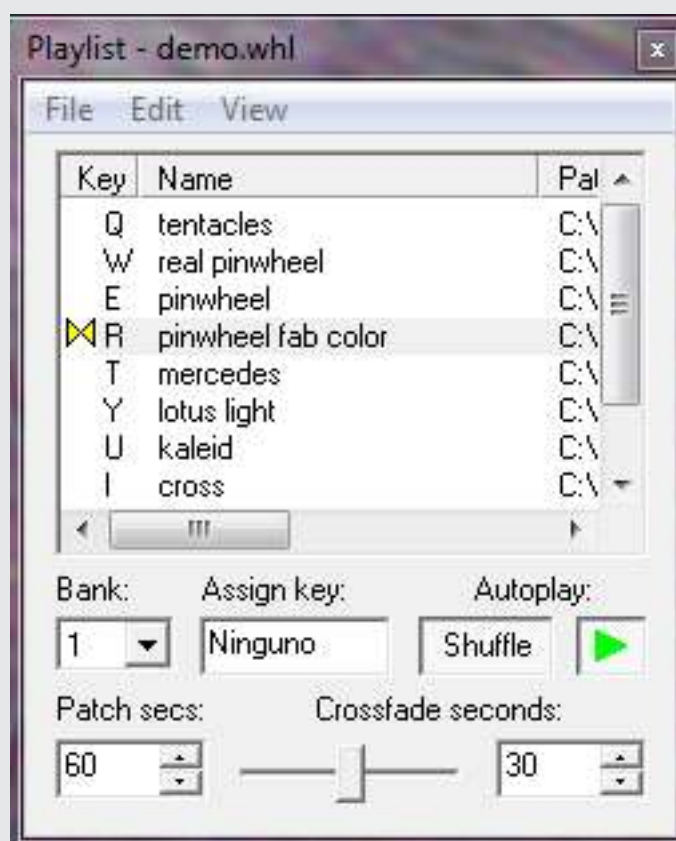 Playlist - demo.whl
File Edit View
Key Name Pat
Q tentacles C:\
W real pinwheel C:\
E pinwheel C:\
R pinwheel fab color C:\
T mercedes C:\
Y lotus light C:\
U kaleid C:\
I cross C:\
Bank: Assign key: Autoplay:
1 Ninguno Shuffle
Patch secs: Crossfade seconds:
60 30